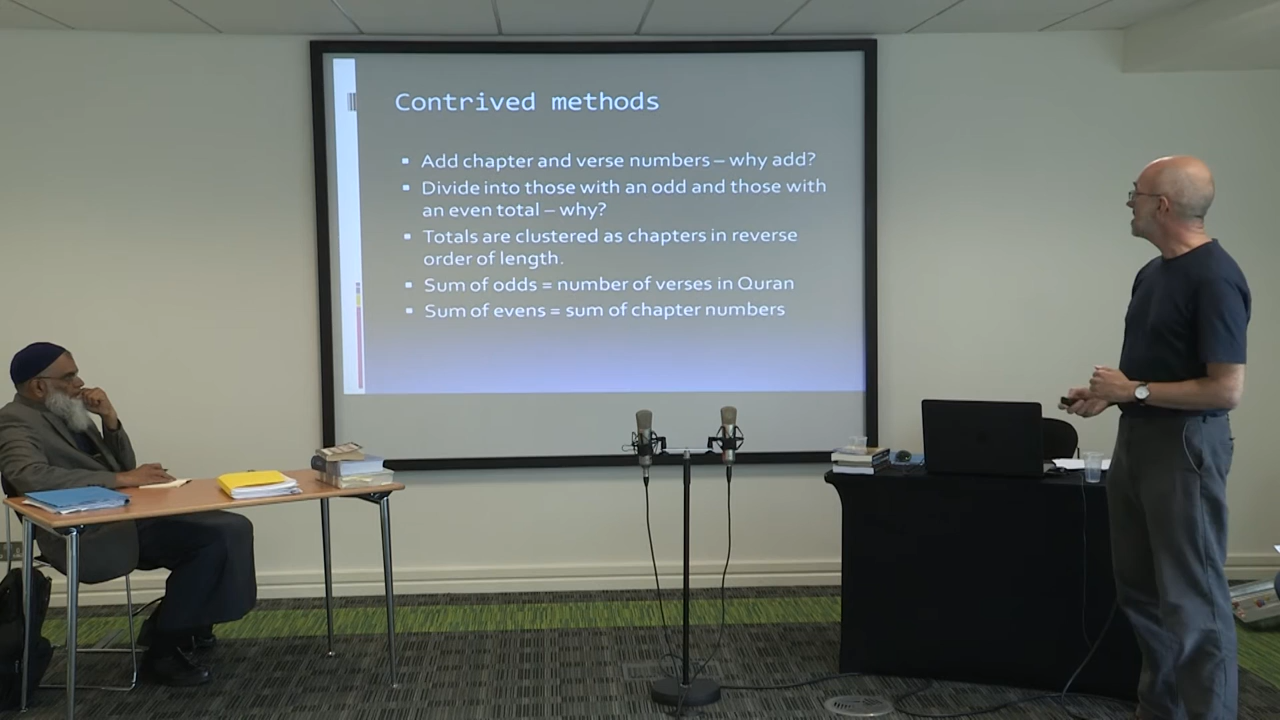 Contrived methods
Add chapter and verse numbers – why add?
Divide into those with an odd and those with
an even total – why?
Totals are clustered as chapters in reverse
order of length.
Sum of odds = number of verses in Quran
Sum of evens = sum of chapter numbers